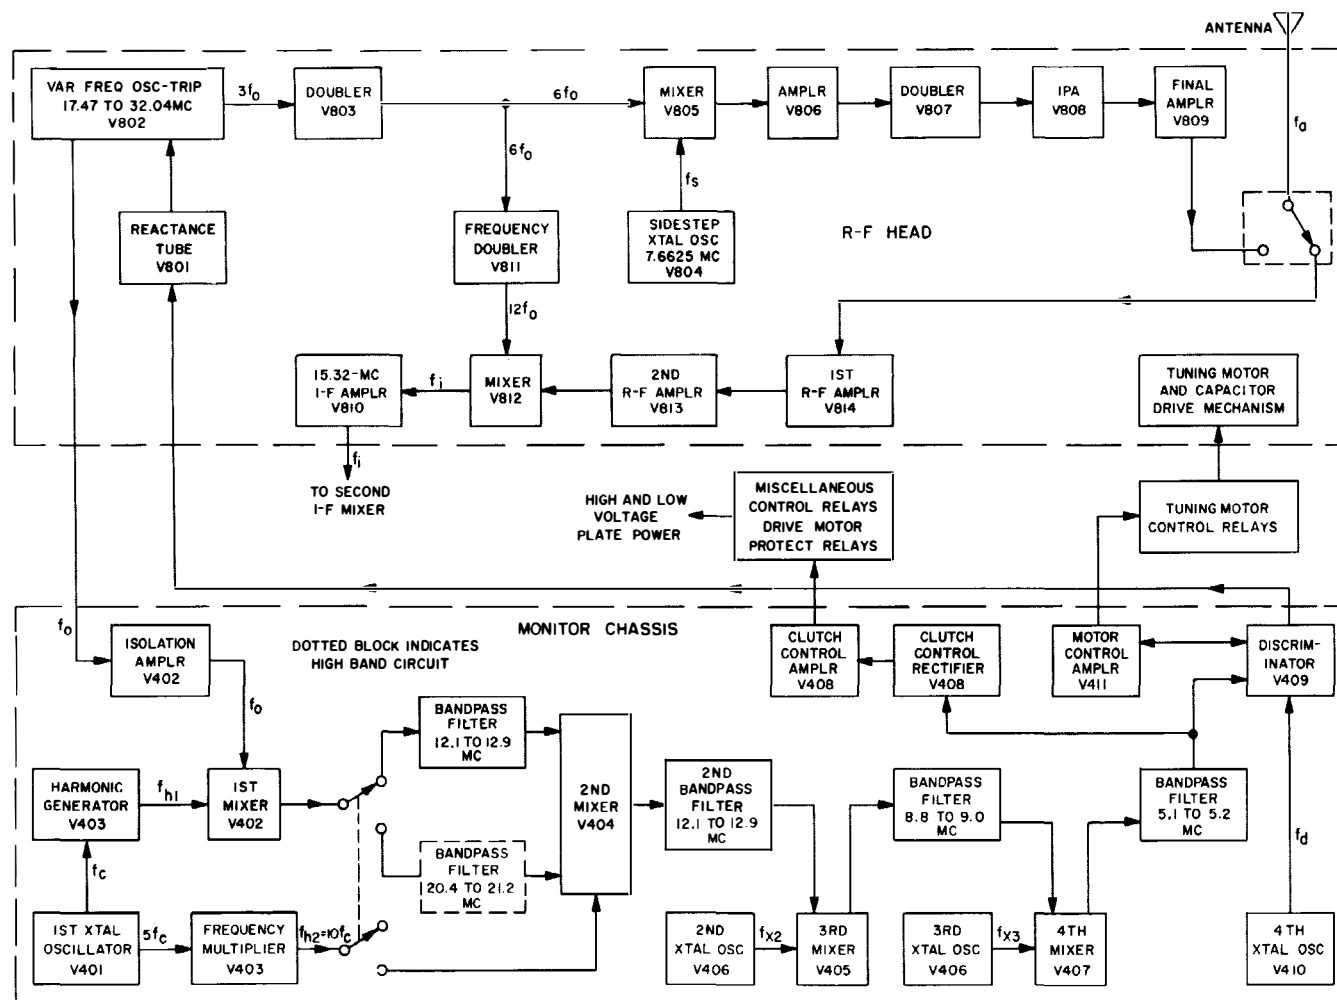 ANTENNA
VAR FREQ OSC-TRIP
17.47 TO 32.04MC
V802
3fo
DOUBLER
V803
6fo
MIXER
V805
AMPLR
V806
DOUBLER
V807
IPA
V808
FINAL
AMPLR
V809
fa
6fo
fs
REACTANCE
TUBE
V801
FREQUENCY
DOUBLER
V811
SIDESTEP
XTAL OSC
7.6625 MC
V804
R-F HEAD
12fo
15.32-MC
I-F AMPLR
V810
fi
MIXER
V812
2ND
R-F AMPLR
V813
1ST
R-F AMPLR
V814
TUNING MOTOR
AND CAPACITOR
DRIVE MECHANISM
fi
TO SECOND
I-F MIXER
HIGH AND LOW
VOLTAGE
PLATE POWER
MISCELLANEOUS
CONTROL RELAYS
DRIVE MOTOR
PROTECT RELAYS
TUNING MOTOR
CONTROL RELAYS
fo
ISOLATION
AMPLR
V402
DOTTED BLOCK INDICATES
HIGH BAND CIRCUIT
MONITOR CHASSIS
CLUTCH
CONTROL
AMPLR
V408
CLUTCH
CONTROL
RECTIFIER
V408
MOTOR
CONTROL
AMPLR
V411
DISCRIM-
INATOR
V409
fo
BANDPASS
FILTER
12.1 TO 12.9
MC
HARMONIC
GENERATOR
V403
fh1
1ST
MIXER
V402
2ND
MIXER
V404
2ND
BANDPASS
FILTER
12.1 TO 12.9
MC
BANDPASS
FILTER
8.8 TO 9.0
MC
BANDPASS
FILTER
5.1 TO 5.2
MC
fc
BANDPASS
FILTER
20.4 TO 21.2
MC
fd
1ST XTAL
OSCILLATOR
V401
5fc
FREQUENCY
MULTIPLIER
V403
fh2=10fc
2ND
XTAL OSC
V406
fx2
3RD
MIXER
V405
3RD
XTAL OSC
V406
fx3
4TH
MIXER
V407
4TH
XTAL OSC
V410